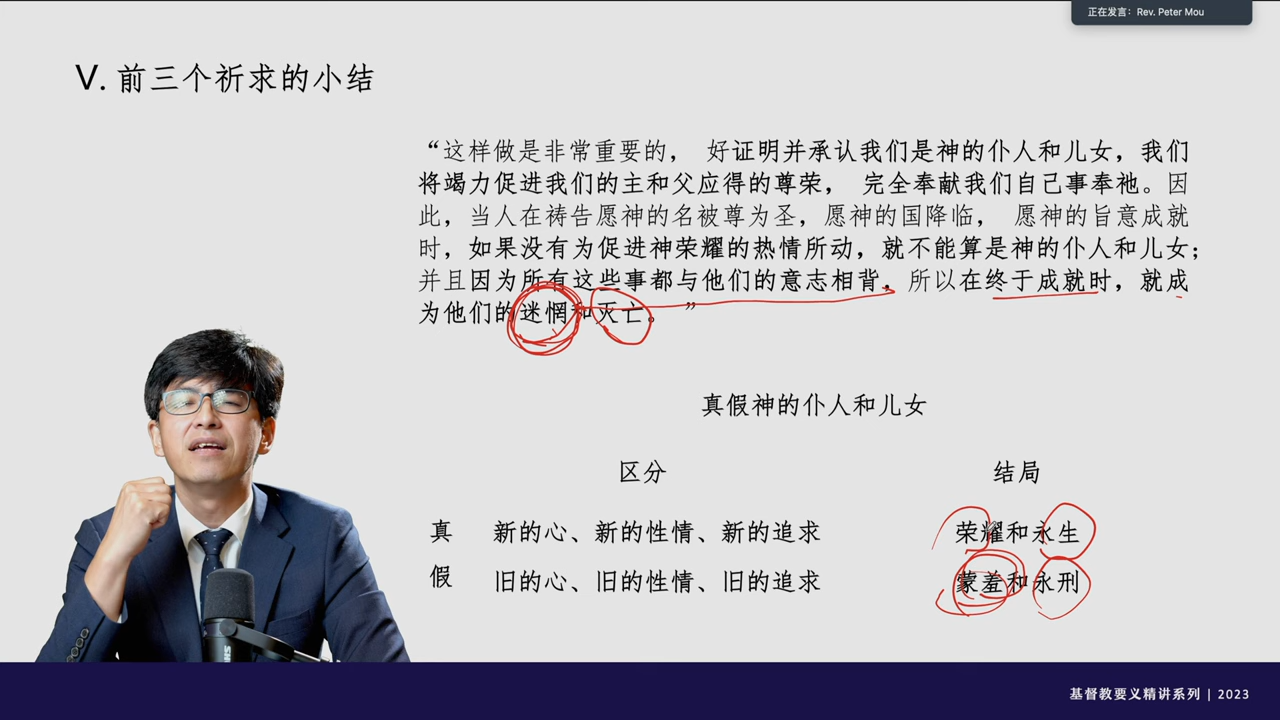 正在发言: Rev. Peter Mou
V. 前三个祈求的小结
“这样做是非常重要的， 好证明并承认我们是神的仆人和儿女，我们
将竭力促进我们的主和父应得的尊荣， 完全奉献我们自己事奉祂。因
此，当人在祷告愿神的名被尊为圣，愿神的国降临， 愿神的旨意成就
时，如果没有为促进神荣耀的热情所动，就不能算是神的仆人和儿女；
并且因为所有这些事都与他们的意志相背，所以在终于成就时，就成
为他们的迷惘和灭亡。 ”
真假神的仆人和儿女
区分 结局
真 新的心、新的性情、新的追求 荣耀和永生
假 旧的心、旧的性情、旧的追求 蒙羞和永刑
基督教要义精讲系列 | 2023